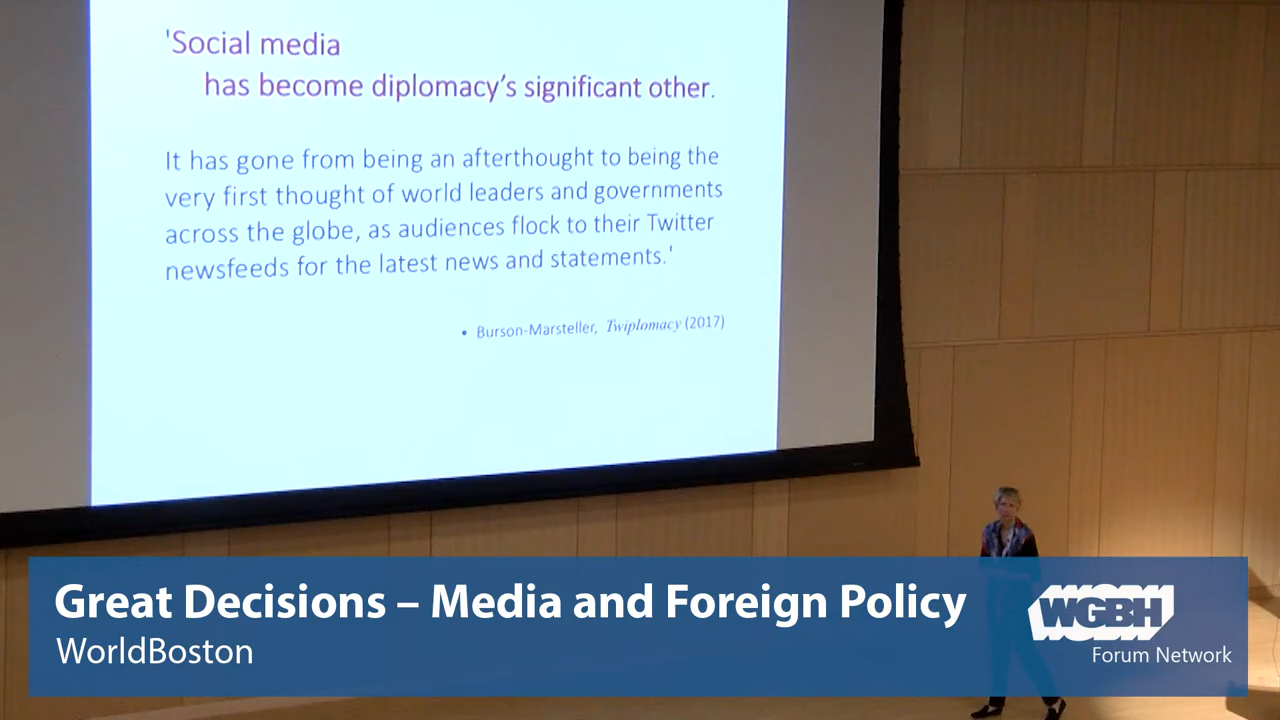 'Social media
has become diplomacy's significant other.
It has gone from being an afterthought to being the
very first thought of world leaders and governments
across the globe, as audiences flock to their Twitter
newsfeeds for the latest news and statements.'
• Burson-Marsteller, Twiplomacy (2017)
Great Decisions – Media and Foreign Policy
WorldBoston
WGBH
Forum Network